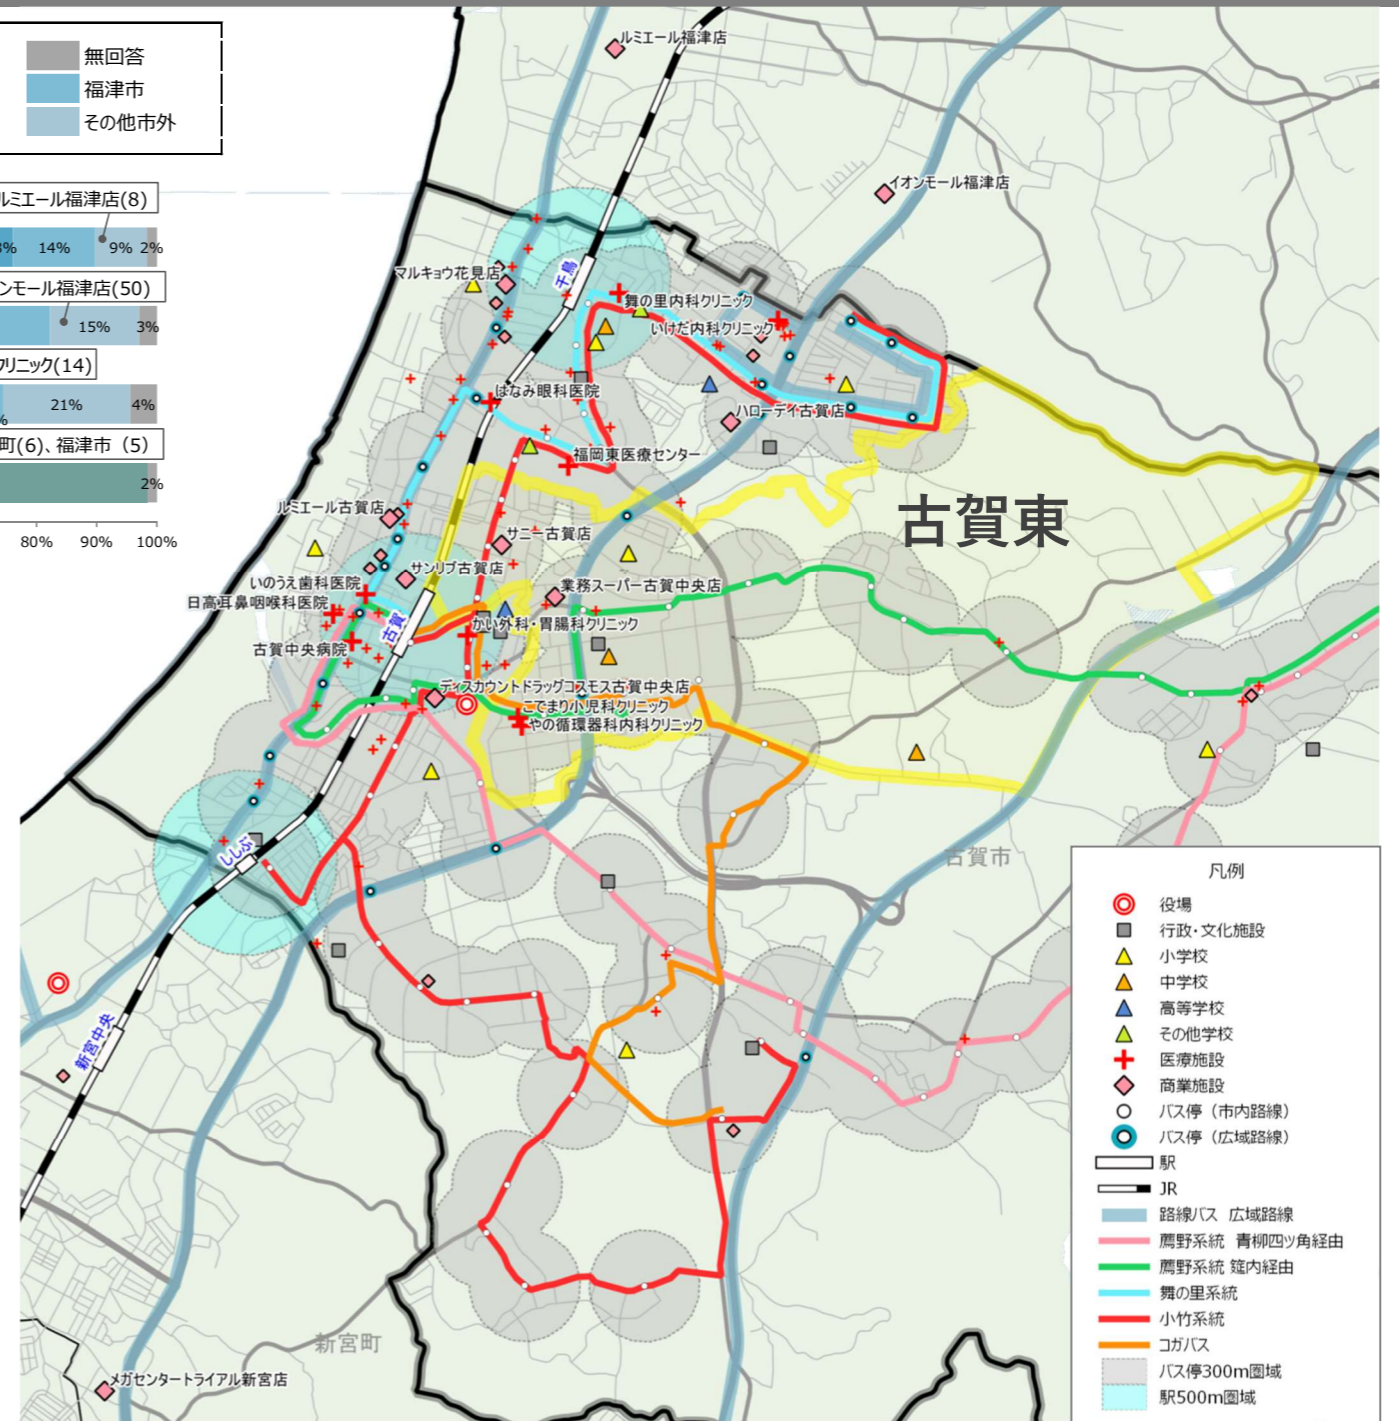 無回答
福津市
その他市外
ルミエール福津店(8)
14%
9%
2%
ンモール福津店(50)
15%
3%
クリニック(14)
21%
4%
町(6)、福津市（5）
2%
80%
90%
100%
ルミエール福津店
イオンモール福津店
マルキョウ花見店
千鳥
舞の里内科クリニック
いけだ内科クリニック
はなみ眼科医院
ハローデイ古賀店
福岡東医療センター
古賀東
ルミエール古賀店
サニー古賀店
サンリブ古賀店
いのうえ歯科医院
業務スーパー古賀中央店
日高耳鼻咽喉科医院
かい外科・胃腸科クリニック
古賀
古賀中央病院
ディスカウントドラッグコスモス古賀中央店
こでまり小児科クリニック
やの循環器科内科クリニック
ししぶ
古賀市
新宮中央
新宮町
メガセンタートライアル新宮店
凡例
役場
行政・文化施設
小学校
中学校
高等学校
その他学校
医療施設
商業施設
バス停（市内路線）
バス停（広域路線）
駅
JR
路線バス 広域路線
薦野系統 青柳四ッ角経由
薦野系統 筵内経由
舞の里系統
小竹系統
コガバス
バス停300m圏域
駅500m圏域